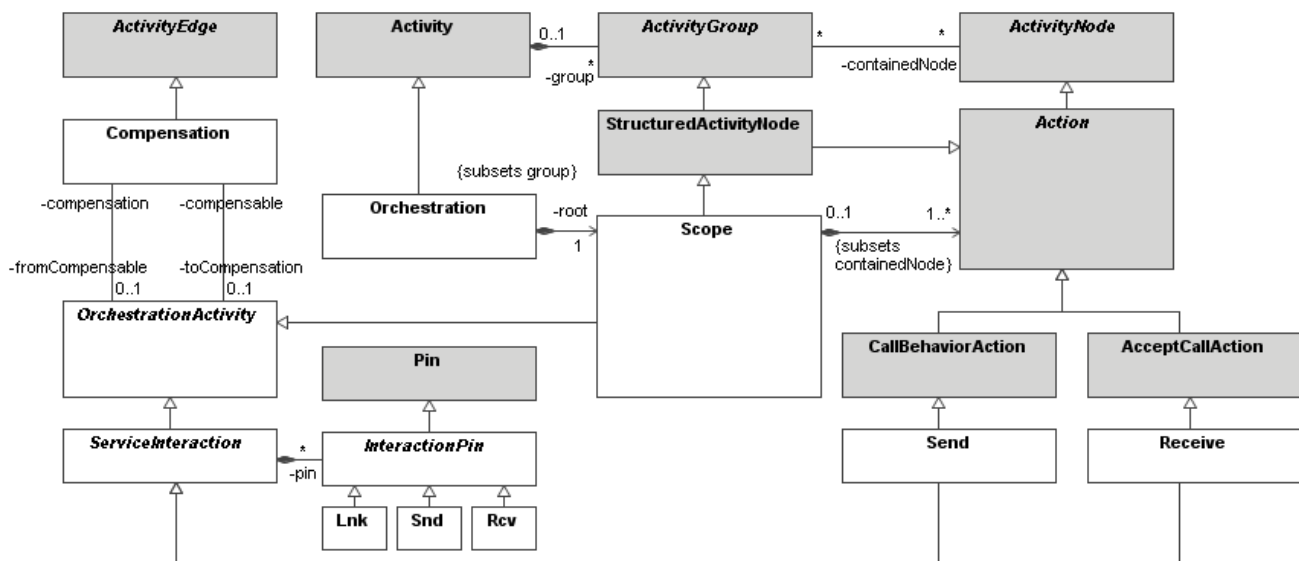 ActivityEdge
Activity
0..1
*
-group
ActivityGroup
*
*
-containedNode
ActivityNode
Compensation
StructuredActivityNode
Action
{subsets group}
-compensation
-compensable
Orchestration
-root
1
Scope
0..1
1..*
{subsets
containedNode}
-fromCompensable
-toCompensation
0..1
0..1
OrchestrationActivity
Pin
CallBehaviorAction
AcceptCallAction
ServiceInteraction
*
-pin
InteractionPin
Send
Receive
Lnk
Snd
Rcv